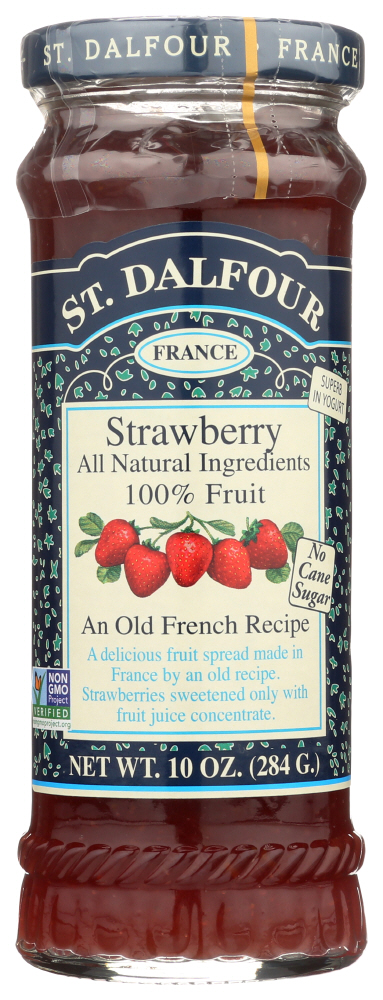 ST. DALFOUR • FRANCE
ST. DALFOUR
FRANCE
SUPERB
IN YOGURT
Strawberry
All Natural Ingredients
100% Fruit
No
Cane
Sugar
An Old French Recipe
A delicious fruit spread made in
France by an old recipe.
Strawberries sweetened only with
fruit juice concentrate.
NON
GMO
Project
VERIFIED
nongmoproject.org
NET WT. 10 OZ. (284 G.)